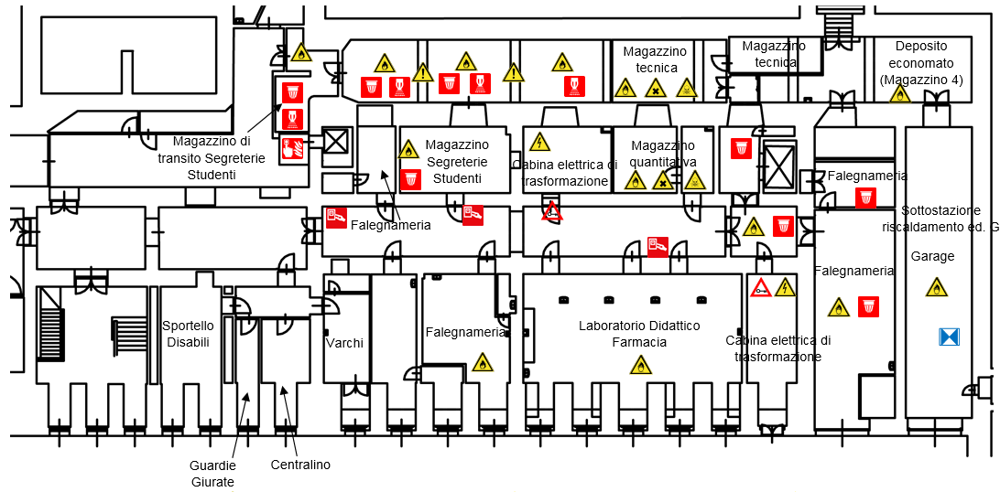 Magazzino
tecnica
Magazzino
tecnica
Deposito
economato
(Magazzino 4)
Magazzino di
transito Segreterie
Studenti
Magazzino
Segreterie
Studenti
Cabina elettrica di
trasformazione
Magazzino
quantitativa
Falegnameria
Falegnameria
Sottostazione
riscaldamento ed. G
Garage
Falegnameria
Sportello
Disabili
Varchi
Falegnameria
Laboratorio Didattico
Farmacia
Cabina elettrica di
trasformazione
Guardie
Giurate
Centralino